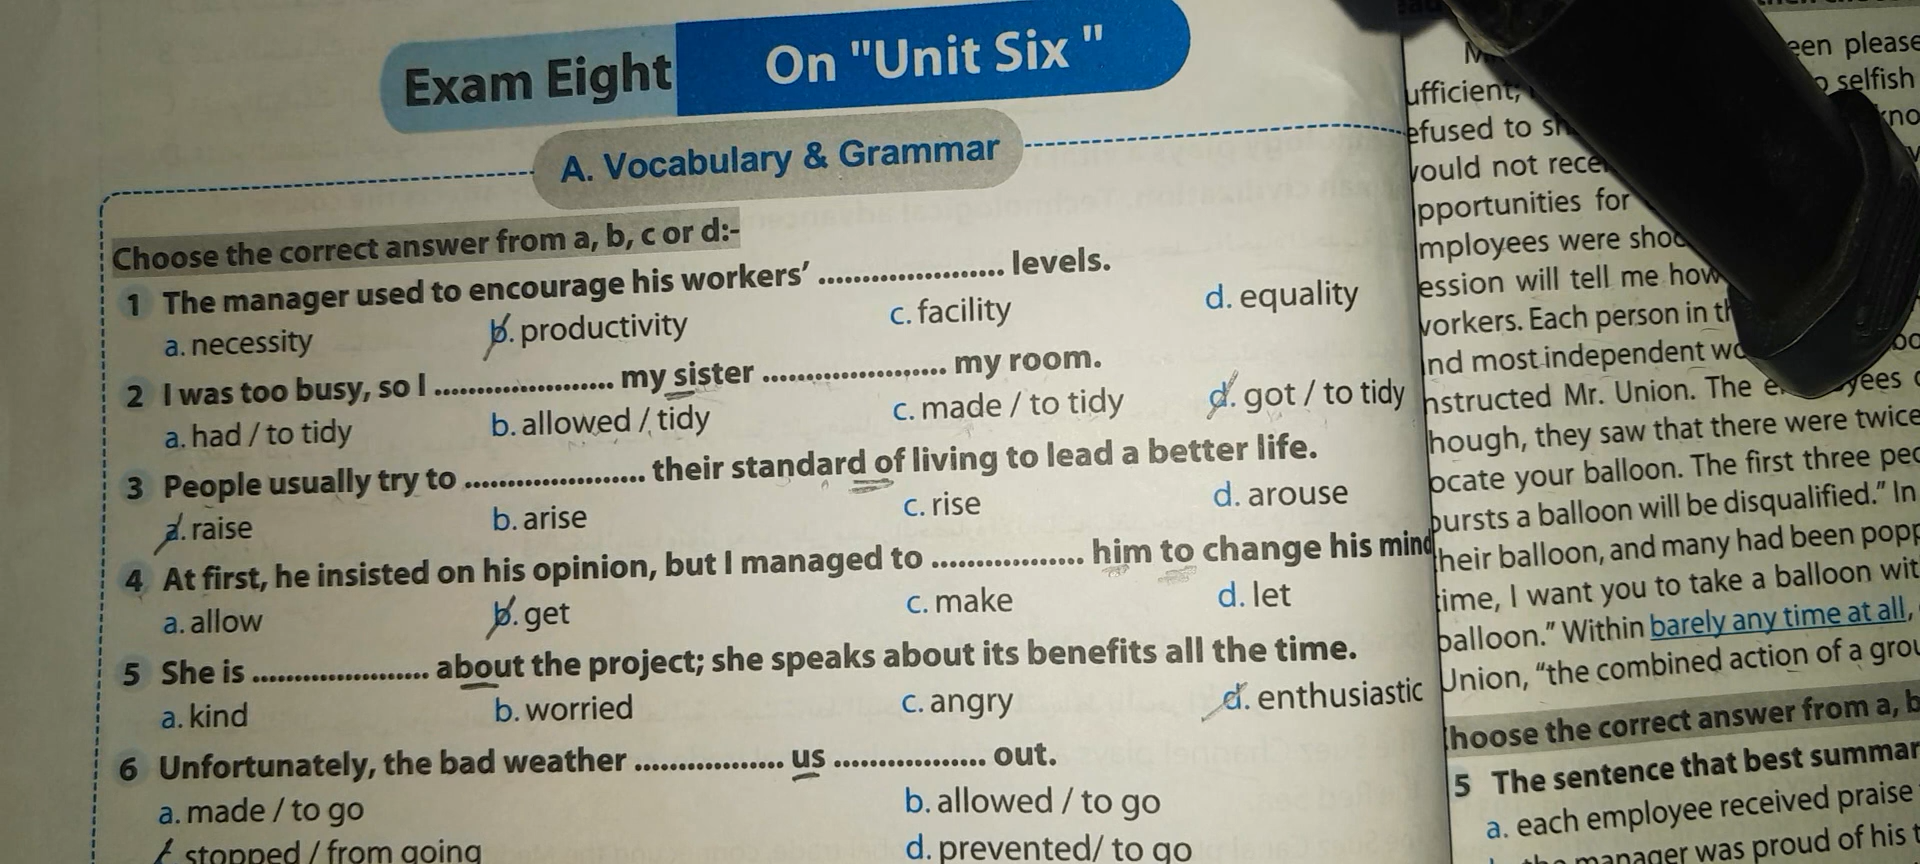 Exam Eight On "Unit Six "
A. Vocabulary & Grammar
Choose the correct answer from a, b, c or d:-
1 The manager used to encourage his workers' ..................... levels.
a. necessity b. productivity c. facility d. equality
2 I was too busy, so I ..................... my sister ..................... my room.
a. had / to tidy b. allowed / tidy c. made / to tidy d. got / to tidy
3 People usually try to ..................... their standard of living to lead a better life.
a. raise b. arise c. rise d. arouse
4 At first, he insisted on his opinion, but I managed to ................. him to change his mind
a. allow b. get c. make d. let
5 She is ..................... about the project; she speaks about its benefits all the time.
a. kind b. worried c. angry d. enthusiastic
6 Unfortunately, the bad weather ................. us ................. out.
a. made / to go b. allowed / to go
stopped / from going d. prevented/ to go
een please
ufficient; selfish
efused to
ould not
pportunities for
mployees were
ession will tell me how
orkers. Each person in
nd most independent
nstructed Mr. Union. The
hough, they saw that there were twice
ocate your balloon. The first three
bursts a balloon will be disqualified." In
heir balloon, and many had been
time, I want you to take a balloon
balloon." Within barely any time at all,
Union, "the combined action of a
hoose the correct answer from a, b
5 The sentence that best
a. each employee received praise
manager was proud of his